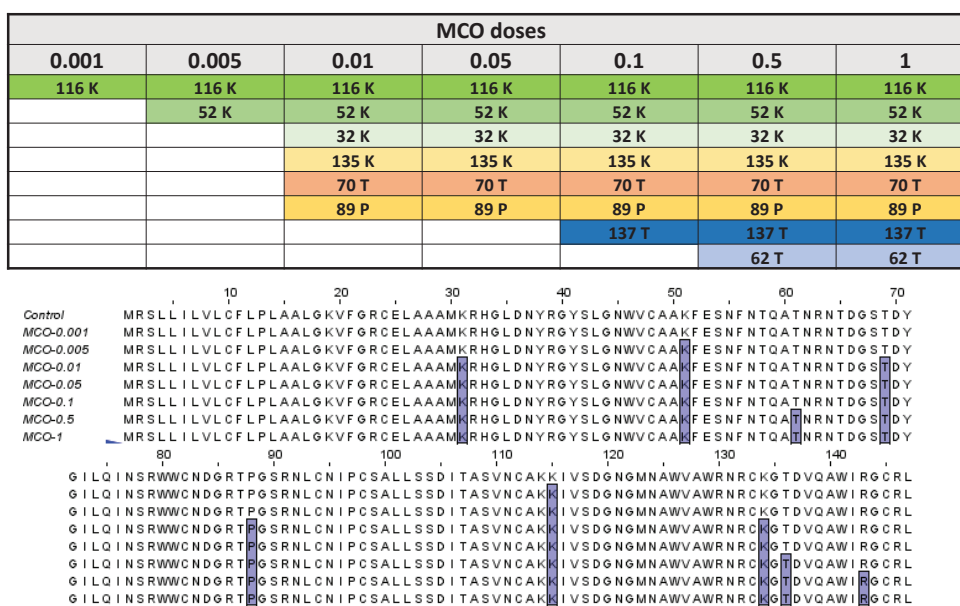 MCO doses
0.001 0.005 0.01 0.05 0.1 0.5 1
116 K 116 K 116 K 116 K 116 K 116 K 116 K
52 K 52 K 52 K 52 K 52 K 52 K
32 K 32 K 32 K 32 K 32 K
135 K 135 K 135 K 135 K 135 K
70 T 70 T 70 T 70 T 70 T
89 P 89 P 89 P 89 P 89 P
137 T 137 T 137 T
62 T 62 T
10 20 30 40 50 60 70
Control MRSLLILVLCFLPLAALGKVFGRCELAAAMKRHGLDNYRGYSLGNWVCAAKFESNFNTQATNRNTDGSTDY
MCO-0.001 MRSLLILVLCFLPLAALGKVFGRCELAAAMKRHGLDNYRGYSLGNWVCAAKFESNFNTQATNRNTDGSTDY
MCO-0.005 MRSLLILVLCFLPLAALGKVFGRCELAAAMKRHGLDNYRGYSLGNWVCAAKFESNFNTQATNRNTDGSTDY
MCO-0.01 MRSLLILVLCFLPLAALGKVFGRCELAAAMKRHGLDNYRGYSLGNWVCAAKFESNFNTQATNRNTDGSTDY
MCO-0.05 MRSLLILVLCFLPLAALGKVFGRCELAAAMKRHGLDNYRGYSLGNWVCAAKFESNFNTQATNRNTDGSTDY
MCO-0.1 MRSLLILVLCFLPLAALGKVFGRCELAAAMKRHGLDNYRGYSLGNWVCAAKFESNFNTQATNRNTDGSTDY
MCO-0.5 MRSLLILVLCFLPLAALGKVFGRCELAAAMKRHGLDNYRGYSLGNWVCAAKFESNFNTQATNRNTDGSTDY
MCO-1 MRSLLILVLCFLPLAALGKVFGRCELAAAMKRHGLDNYRGYSLGNWVCAAKFESNFNTQATNRNTDGSTDY
80 90 100 110 120 130 140
GILQINSRWWCNDGRTPGSRNLCNIPCSALLSSDITASVNCAKKIVSDGNGMNAWVAWRNRCKGTDVQAWIRGCRL
GILQINSRWWCNDGRTPGSRNLCNIPCSALLSSDITASVNCAKKIVSDGNGMNAWVAWRNRCKGTDVQAWIRGCRL
GILQINSRWWCNDGRTPGSRNLCNIPCSALLSSDITASVNCAKKIVSDGNGMNAWVAWRNRCKGTDVQAWIRGCRL
GILQINSRWWCNDGRTPGSRNLCNIPCSALLSSDITASVNCAKKIVSDGNGMNAWVAWRNRCKGTDVQAWIRGCRL
GILQINSRWWCNDGRTPGSRNLCNIPCSALLSSDITASVNCAKKIVSDGNGMNAWVAWRNRCKGTDVQAWIRGCRL
GILQINSRWWCNDGRTPGSRNLCNIPCSALLSSDITASVNCAKKIVSDGNGMNAWVAWRNRCKGTDVQAWIRGCRL
GILQINSRWWCNDGRTPGSRNLCNIPCSALLSSDITASVNCAKKIVSDGNGMNAWVAWRNRCKGTDVQAWIRGCRL
GILQINSRWWCNDGRTPGSRNLCNIPCSALLSSDITASVNCAKKIVSDGNGMNAWVAWRNRCKGTDVQAWIRGCRL